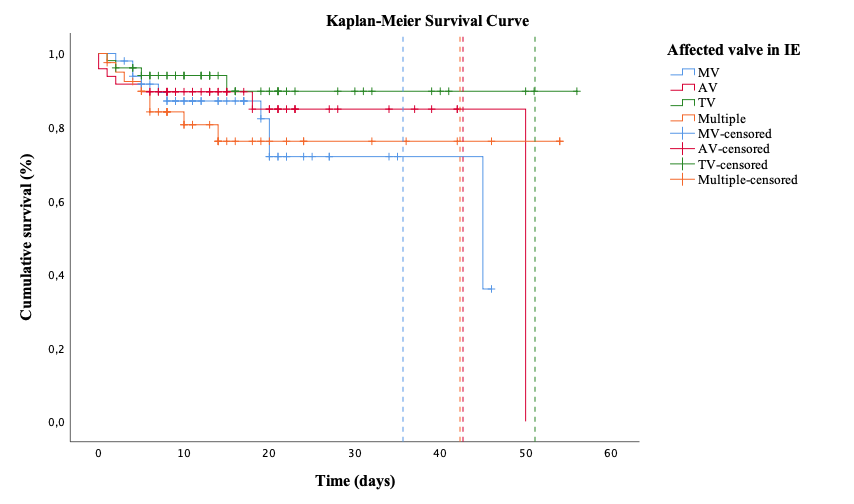 Kaplan-Meier Survival Curve
Affected valve in IE
MV
AV
TV
Multiple
MV-censored
AV-censored
TV-censored
Multiple-censored
Cumulative survival (%)
1,0
0,8
0,6
0,4
0,2
0,0
0 10 20 30 40 50 60
Time (days)